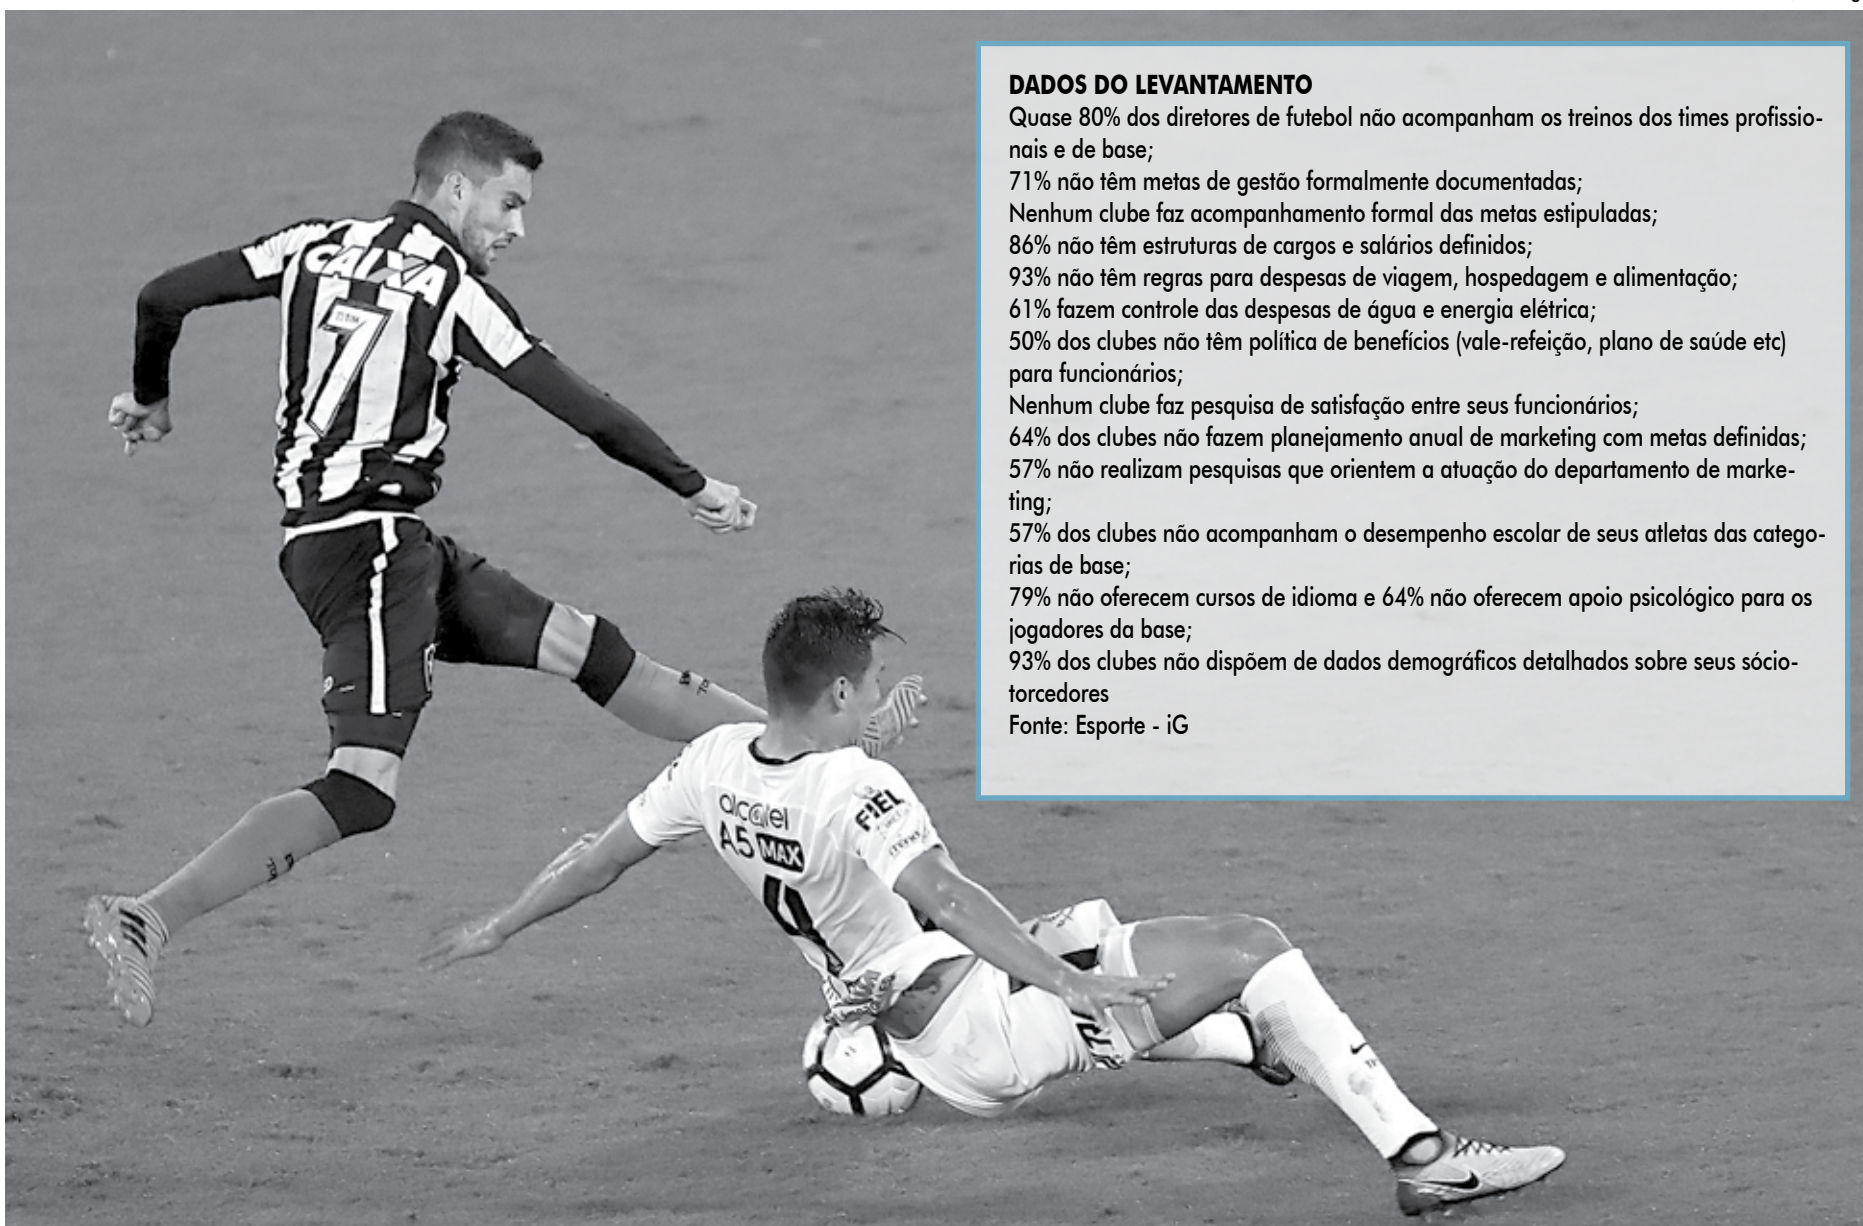 DADOS DO LEVANTAMENTO
Quase 80% dos diretores de futebol não acompanham os treinos dos times profissio-
nais e de base;
71% não têm metas de gestão formalmente documentadas;
Nenhum clube faz acompanhamento formal das metas estipuladas;
86% não têm estruturas de cargos e salários definidos;
93% não têm regras para despesas de viagem, hospedagem e alimentação;
61% fazem controle das despesas de água e energia elétrica;
50% dos clubes não têm política de benefícios (vale-refeição, plano de saúde etc)
para funcionários;
Nenhum clube faz pesquisa de satisfação entre seus funcionários;
64% dos clubes não fazem planejamento anual de marketing com metas definidas;
57% não realizam pesquisas que orientem a atuação do departamento de marke-
ting;
57% dos clubes não acompanham o desempenho escolar de seus atletas das catego-
rias de base;
79% não oferecem cursos de idioma e 64% não oferecem apoio psicológico para os
jogadores da base;
93% dos clubes não dispõem de dados demográficos detalhados sobre seus sócio-
torcedores
Fonte: Esporte - iG
CAIXA
7
alcatel
A5 MAX
FIEL
4